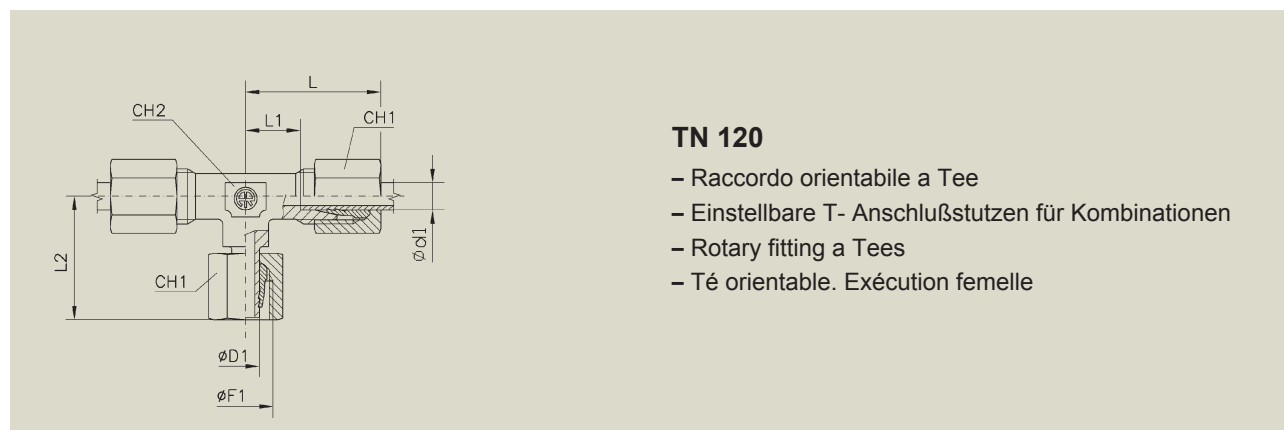 L
CH2
L1
CH1
TN 120
– Raccordo orientabile a Tee
– Einstellbare T- Anschlußstutzen für Kombinationen
– Rotary fitting a Tees
– Té orientable. Exécution femelle
Ød1
L2
CH1
øD1
øF1